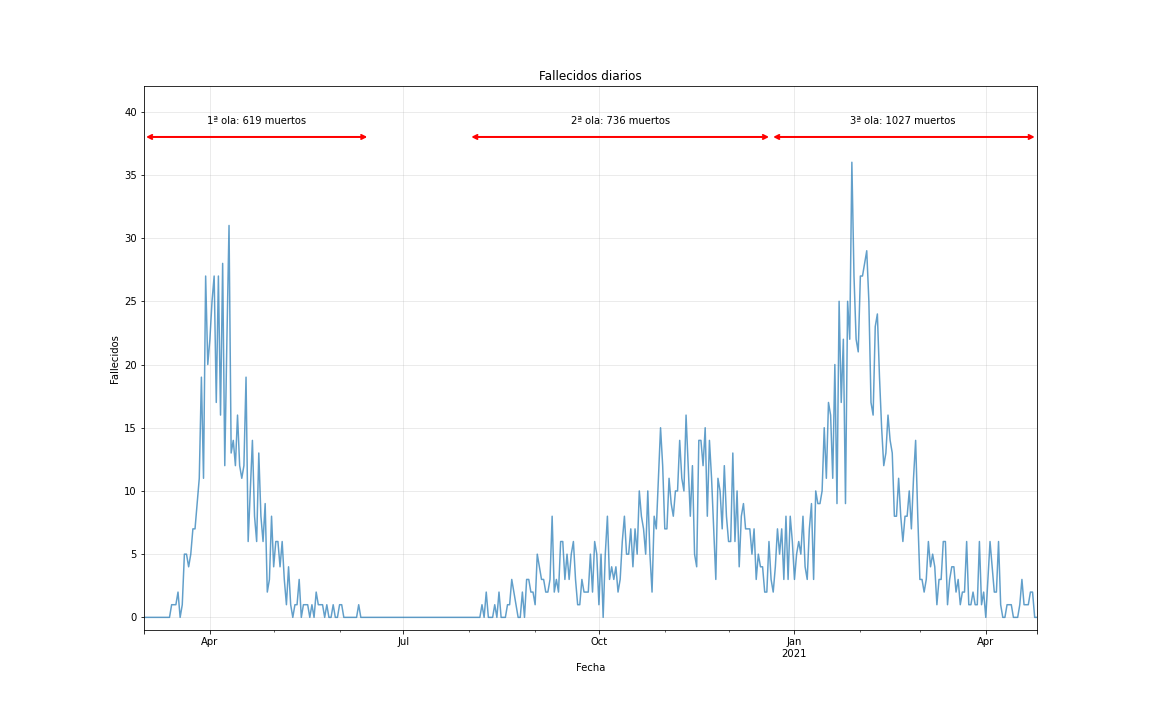 Fallecidos diarios
40
1ª ola: 619 muertos
2ª ola: 736 muertos
3ª ola: 1027 muertos
35
30
25
20
15
10
5
0
Fallecidos
Apr
Jul
Oct
Jan
2021
Apr
Fecha